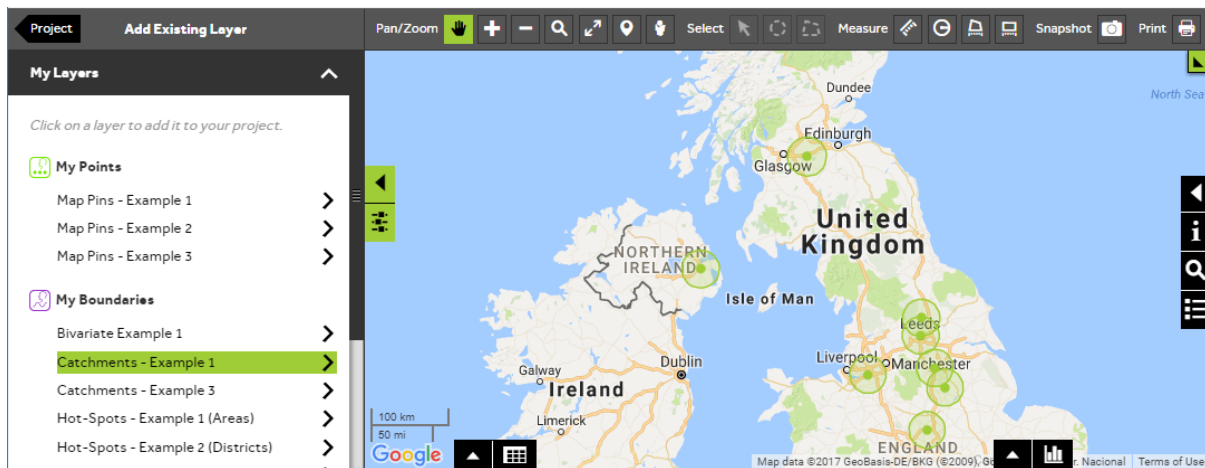 Project
Add Existing Layer
Pan/Zoom
Select
Measure
Snapshot
Print
My Layers
Click on a layer to add it to your project.
My Points
Map Pins - Example 1
Map Pins - Example 2
Map Pins - Example 3
My Boundaries
Bivariate Example 1
Catchments - Example 1
Catchments - Example 3
Hot-Spots - Example 1 (Areas)
Hot-Spots - Example 2 (Districts)
Dundee
North Sea
Edinburgh
Glasgow
United
Kingdom
NORTHERN
IRELAND
Isle of Man
Leeds
Dublin
Liverpool
Manchester
Galway
Ireland
Limerick
ENGLAND
100 km
50 mi
Google
Map data ©2017 GeoBasis-DE/BKG (©2009),
r. Nacional
Terms of Use